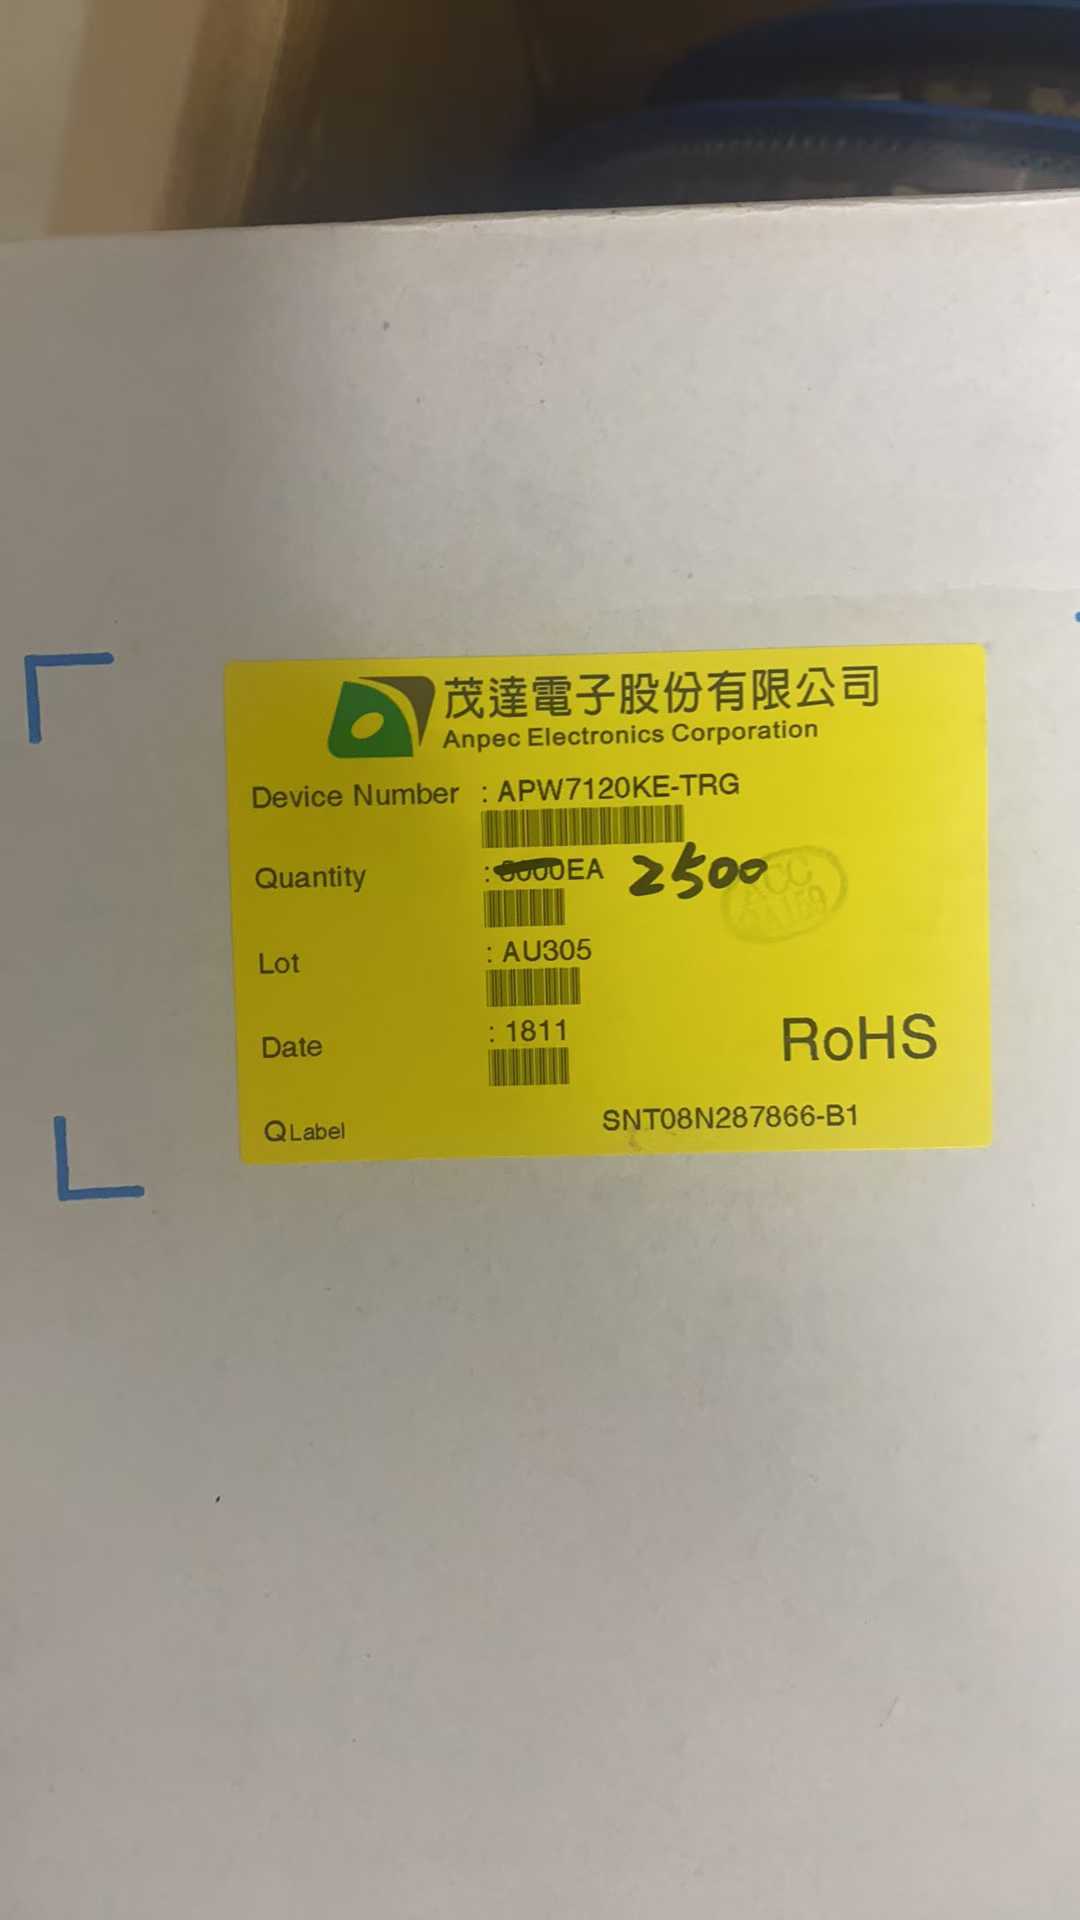 茂達電子股份有限公司
Anpec Electronics Corporation
Device Number : APW7120KE-TRG
Quantity : EA 2500
Lot : AU305
Date : 1811
RoHS
QLabel SNT08N287866-B1